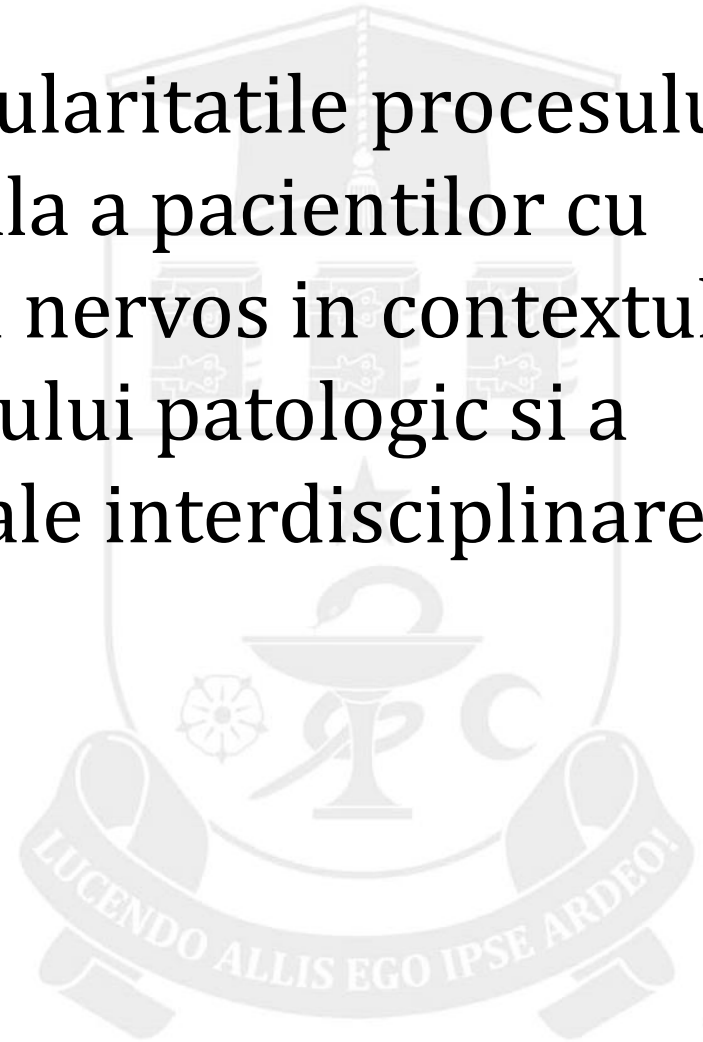 ularitatile procesulu
la a pacientilor cu
nervos in contextul
ului patologic si a
ale interdisciplinare
LUCENDO ALLIS EGO IPSE ARDEO!